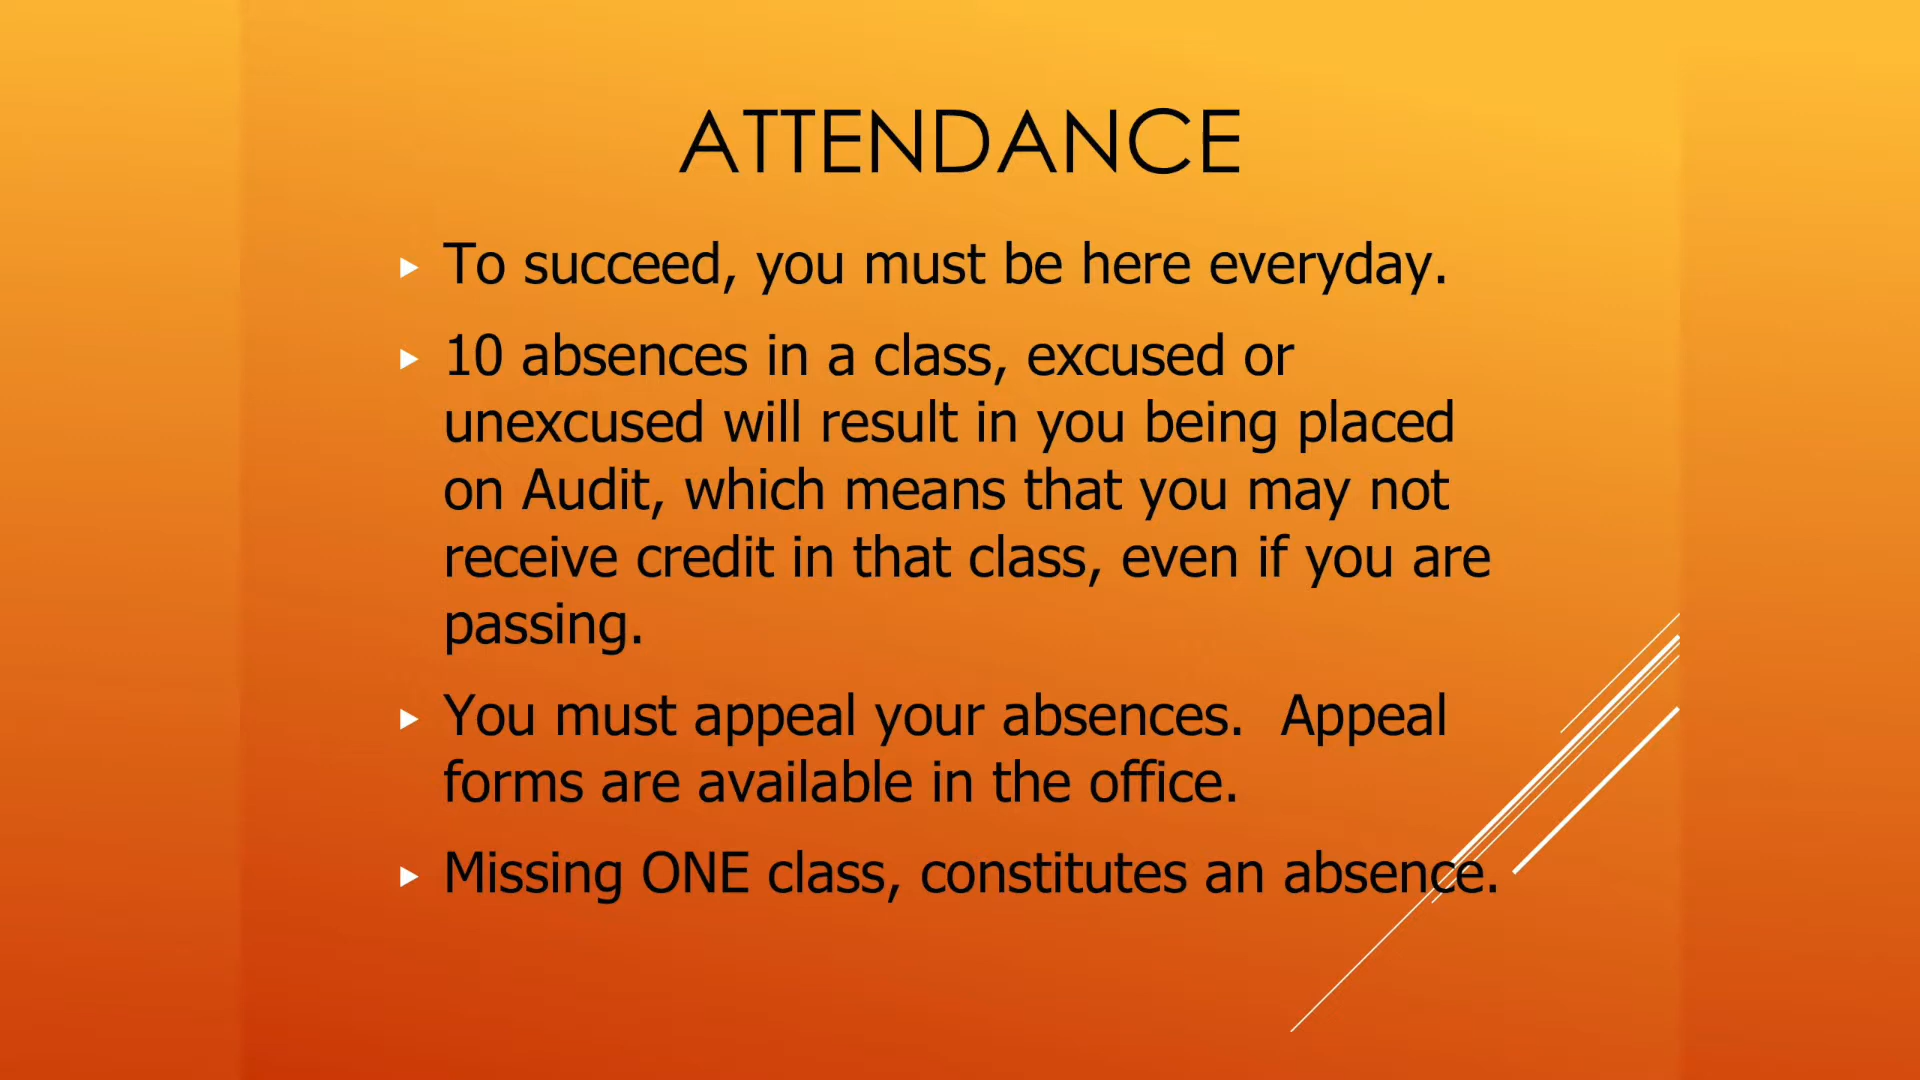 ATTENDANCE
To succeed, you must be here everyday.
10 absences in a class, excused or
unexcused will result in you being placed
on Audit, which means that you may not
receive credit in that class, even if you are
passing.
You must appeal your absences.  Appeal
forms are available in the office.
Missing ONE class, constitutes an absence.